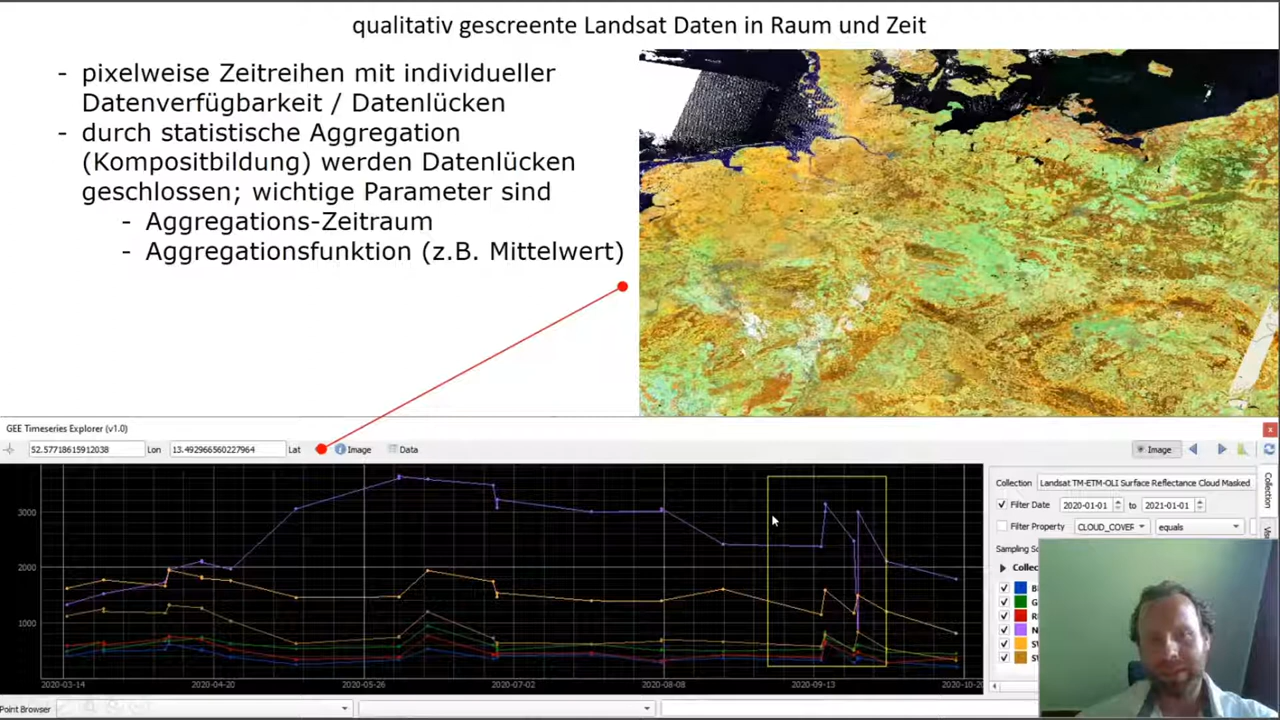 qualitativ gescreente Landsat Daten in Raum und Zeit
- pixelweise Zeitreihen mit individueller
Datenverfügbarkeit / Datenlücken
- durch statistische Aggregation
(Kompositbildung) werden Datenlücken
geschlossen; wichtige Parameter sind
- Aggregations-Zeitraum
- Aggregationsfunktion (z.B. Mittelwert)
GEE Timeseries Explorer (v1.0)
52.57718615912038 Lon 13.492966560227964 Lat Image Data Image
Collection Landsat TM-ETM-OLI Surface Reflectance Cloud Masked
Filter Date 2020-01-01 to 2021-01-01
Filter Property CLOUD_COVER equals
Sampling
Collection
3000
2000
1000
2020-03-14 2020-04-20 2020-05-26 2020-07-02 2020-08-08 2020-09-13
Point Browser